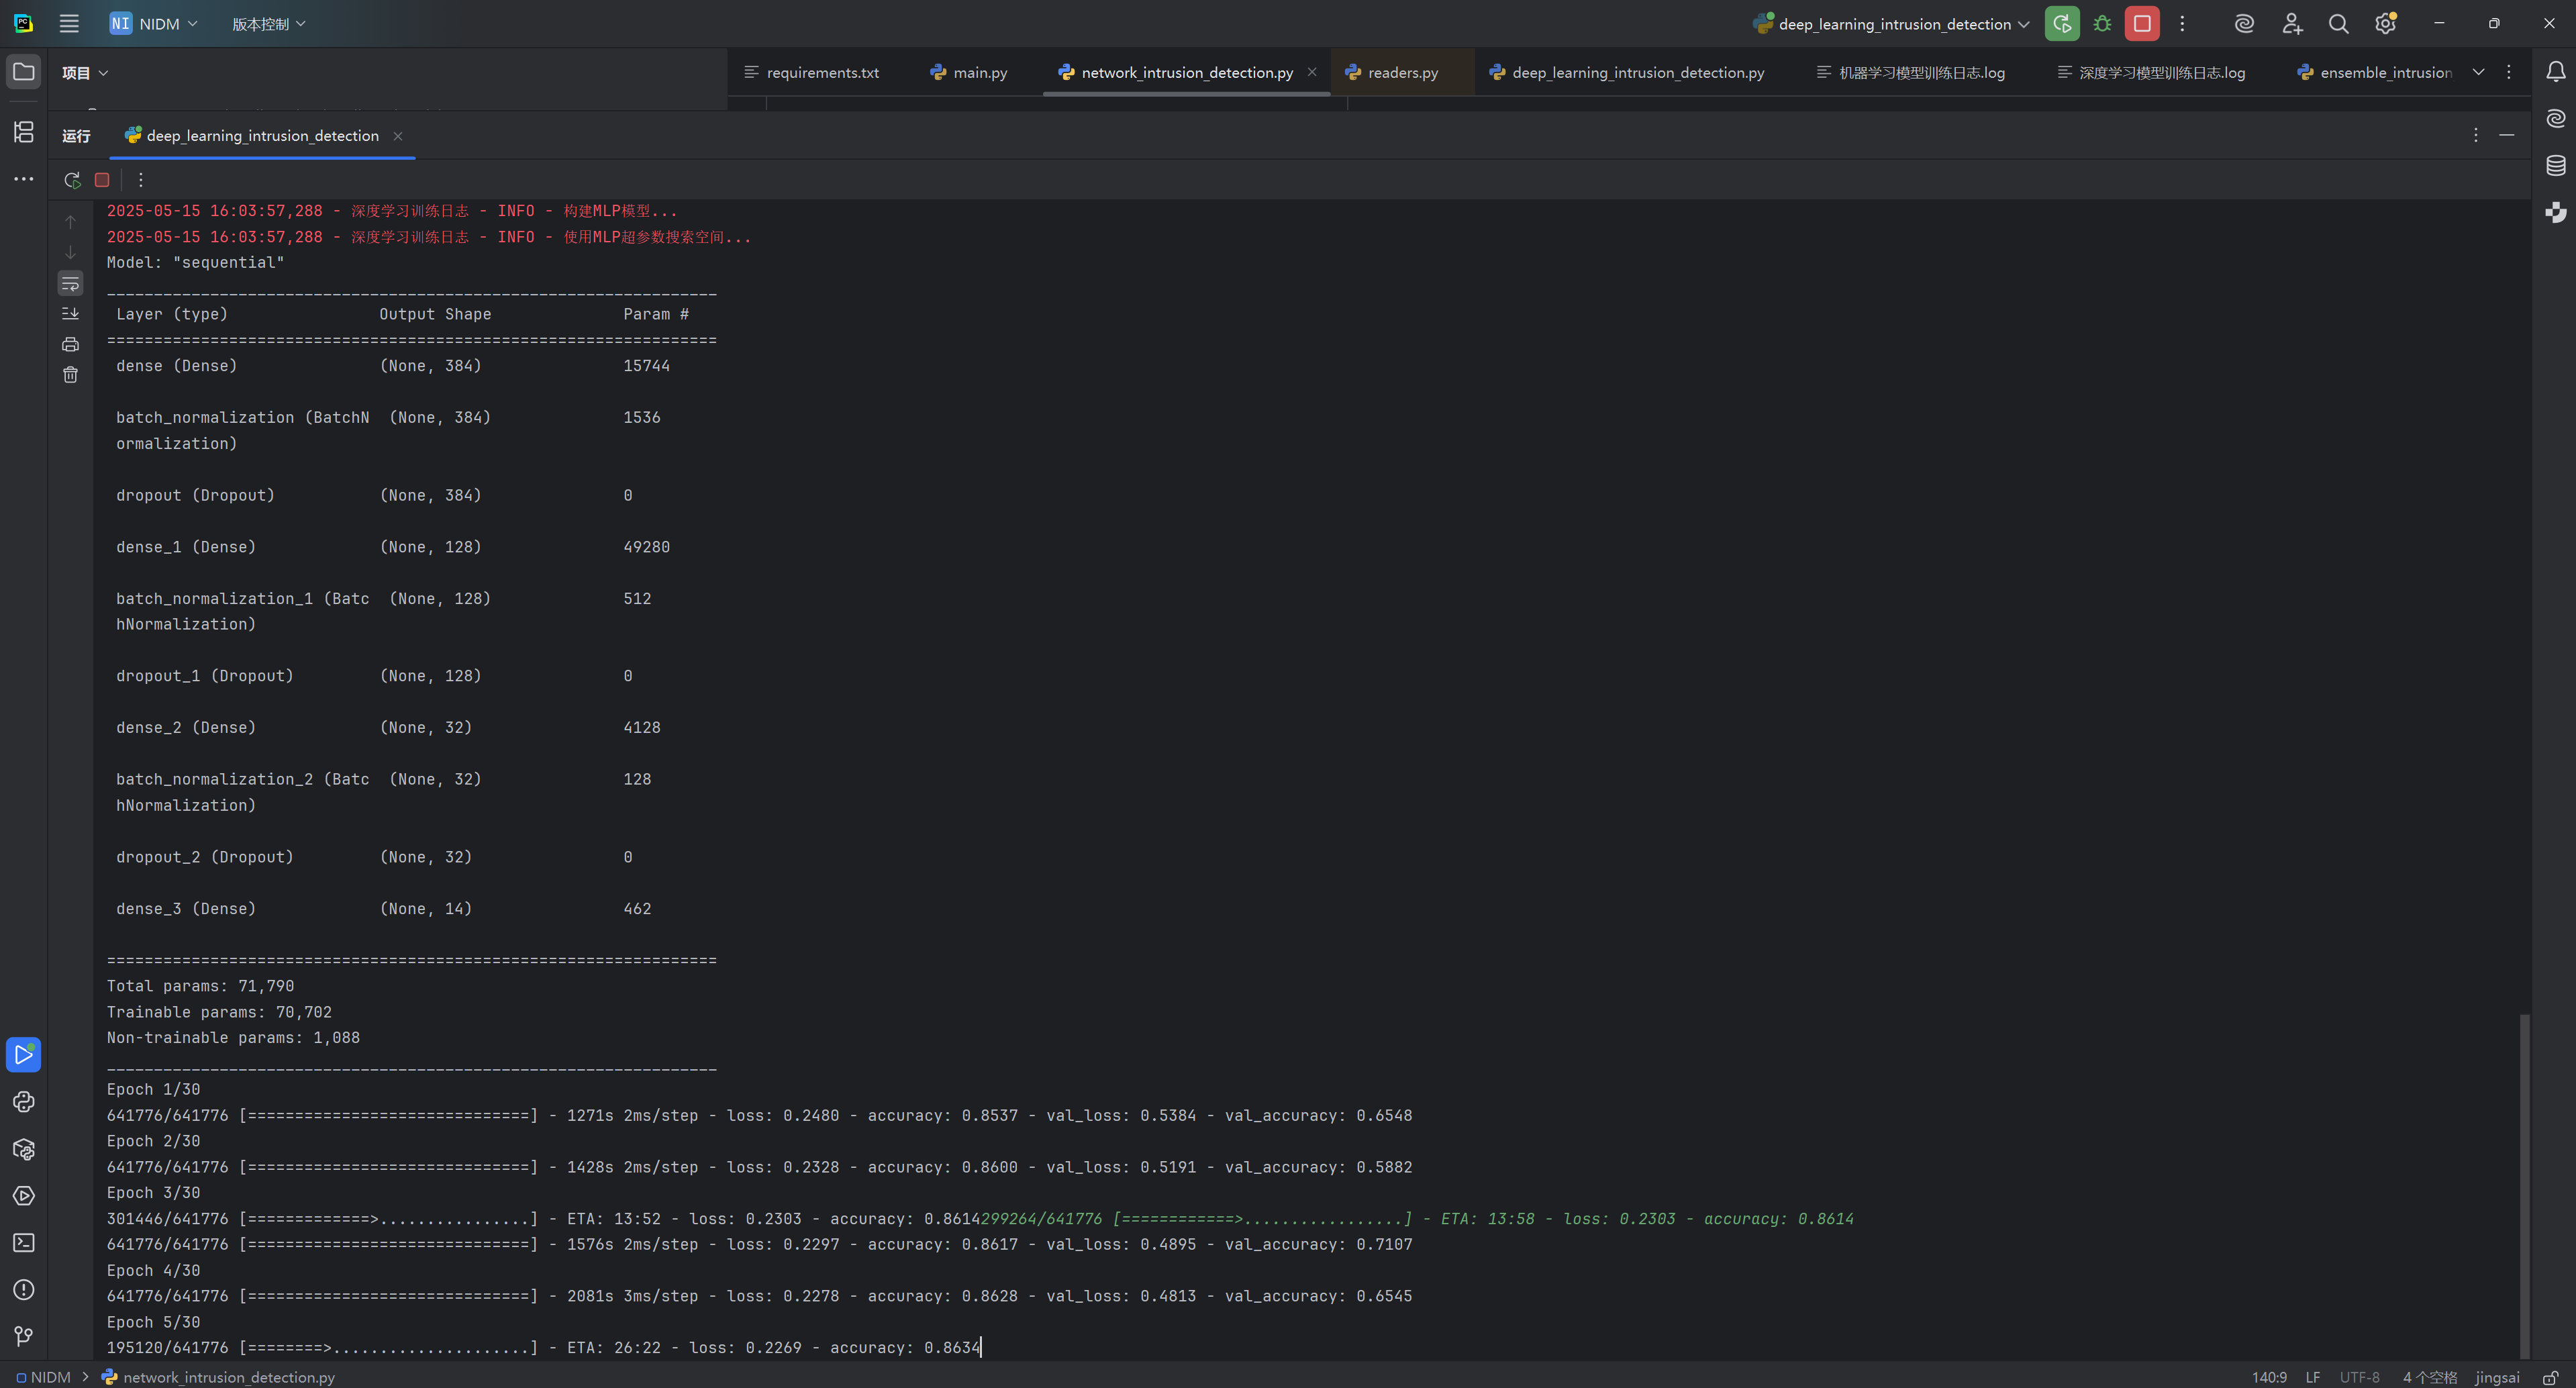 PC NI NIDM 版本控制 deep_learning_intrusion_detection
项目 requirements.txt main.py network_intrusion_detection.py readers.py deep_learning_intrusion_detection.py 机器学习模型训练日志.log 深度学习模型训练日志.log ensemble_intrusion
运行 deep_learning_intrusion_detection
2025-05-15 16:03:57,288 - 深度学习训练日志 - INFO - 构建MLP模型...
2025-05-15 16:03:57,288 - 深度学习训练日志 - INFO - 使用MLP超参数搜索空间...
Model: "sequential"
_________________________________________________________________
Layer (type) Output Shape Param #
=================================================================
dense (Dense) (None, 384) 15744
batch_normalization (BatchN (None, 384) 1536
ormalization)
dropout (Dropout) (None, 384) 0
dense_1 (Dense) (None, 128) 49280
batch_normalization_1 (Batc (None, 128) 512
hNormalization)
dropout_1 (Dropout) (None, 128) 0
dense_2 (Dense) (None, 32) 4128
batch_normalization_2 (Batc (None, 32) 128
hNormalization)
dropout_2 (Dropout) (None, 32) 0
dense_3 (Dense) (None, 14) 462
=================================================================
Total params: 71,790
Trainable params: 70,702
Non-trainable params: 1,088
_________________________________________________________________
Epoch 1/30
641776/641776 [==============================] - 1271s 2ms/step - loss: 0.2480 - accuracy: 0.8537 - val_loss: 0.5384 - val_accuracy: 0.6548
Epoch 2/30
641776/641776 [==============================] - 1428s 2ms/step - loss: 0.2328 - accuracy: 0.8600 - val_loss: 0.5191 - val_accuracy: 0.5882
Epoch 3/30
301446/641776 [=============>................] - ETA: 13:52 - loss: 0.2303 - accuracy: 0.8614299264/641776 [============>.................] - ETA: 13:58 - loss: 0.2303 - accuracy: 0.8614
641776/641776 [==============================] - 1576s 2ms/step - loss: 0.2297 - accuracy: 0.8617 - val_loss: 0.4895 - val_accuracy: 0.7107
Epoch 4/30
641776/641776 [==============================] - 2081s 3ms/step - loss: 0.2278 - accuracy: 0.8628 - val_loss: 0.4813 - val_accuracy: 0.6545
Epoch 5/30
195120/641776 [========>.....................] - ETA: 26:22 - loss: 0.2269 - accuracy: 0.8634
NIDM network_intrusion_detection.py 140:9 LF UTF-8 4 个空格 jingsai